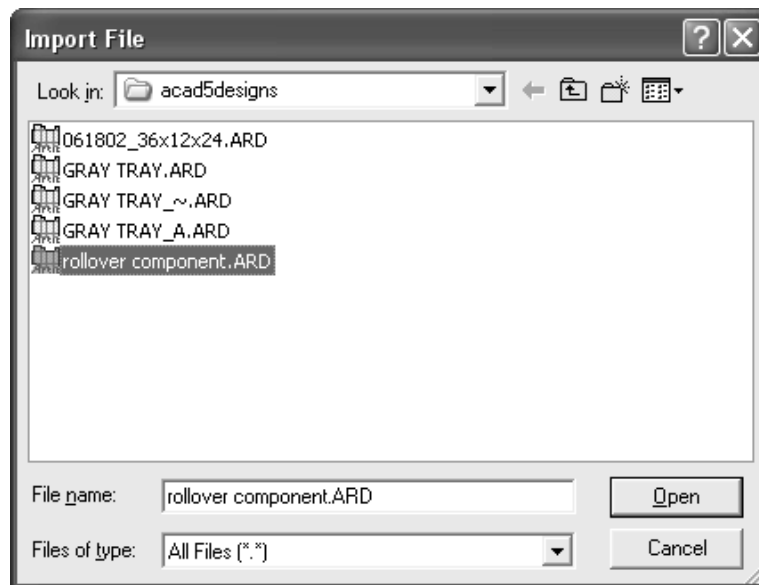 Import File
Look in: acad5designs
061802_36x12x24.ARD
GRAY TRAY.ARD
GRAY TRAY_~.ARD
GRAY TRAY_A.ARD
rollover component.ARD
File name: rollover component.ARD Open
Files of type: All Files (*.*) Cancel